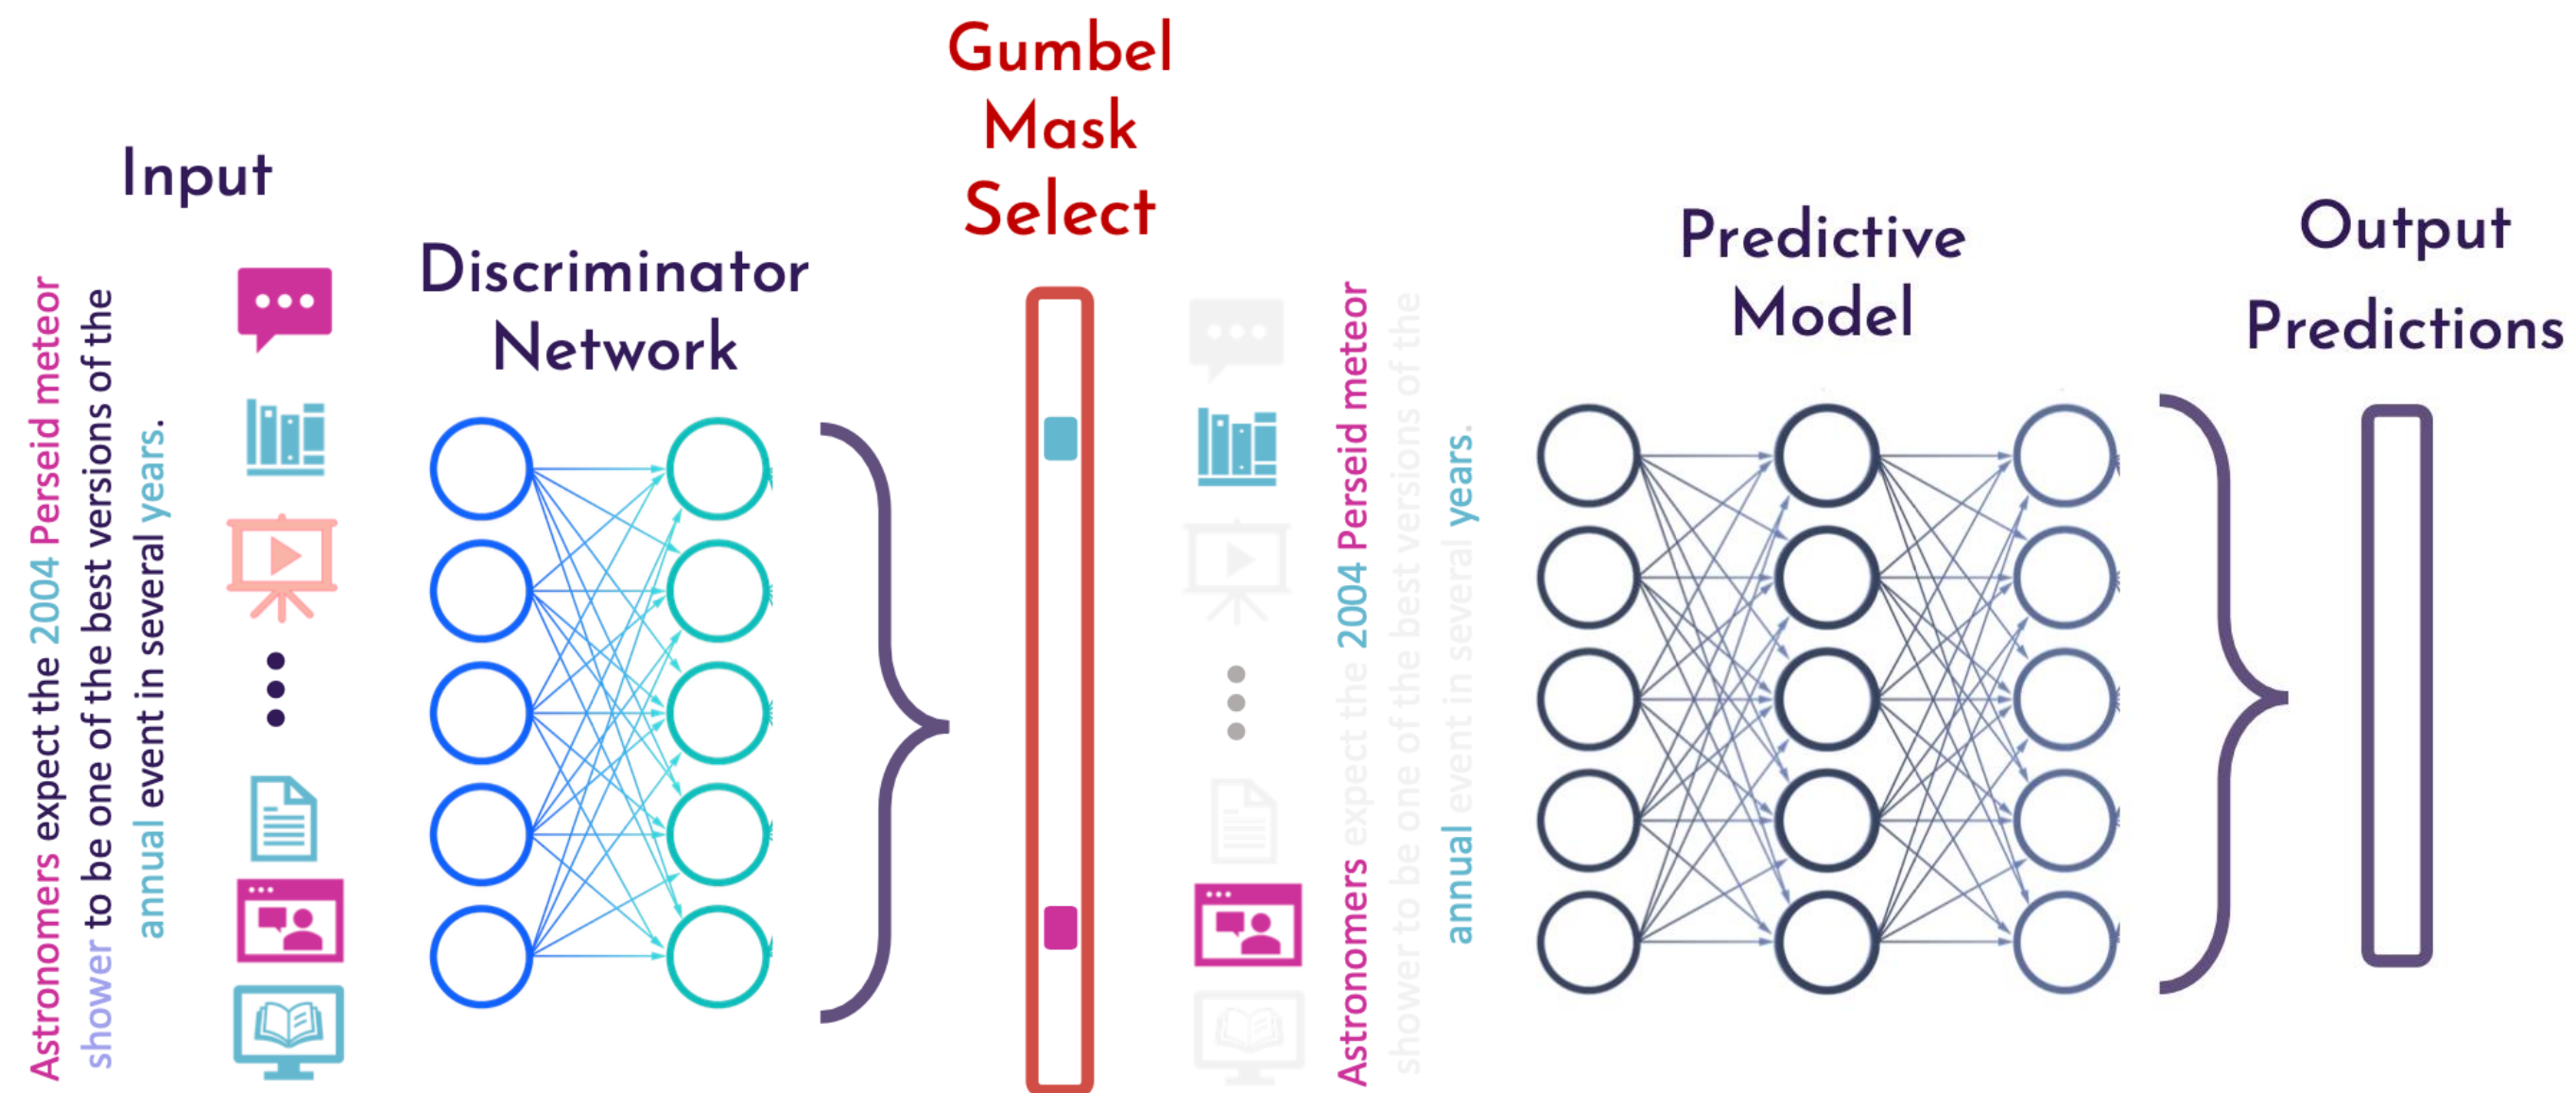 Input
Astronomers expect the 2004 Perseid meteor
shower to be one of the best versions of the
annual event in several years.
Discriminator
Network
Gumbel
Mask
Select
Astronomers expect the 2004 Perseid meteor
shower to be one of the best versions of the
annual event in several years.
Predictive
Model
Output
Predictions